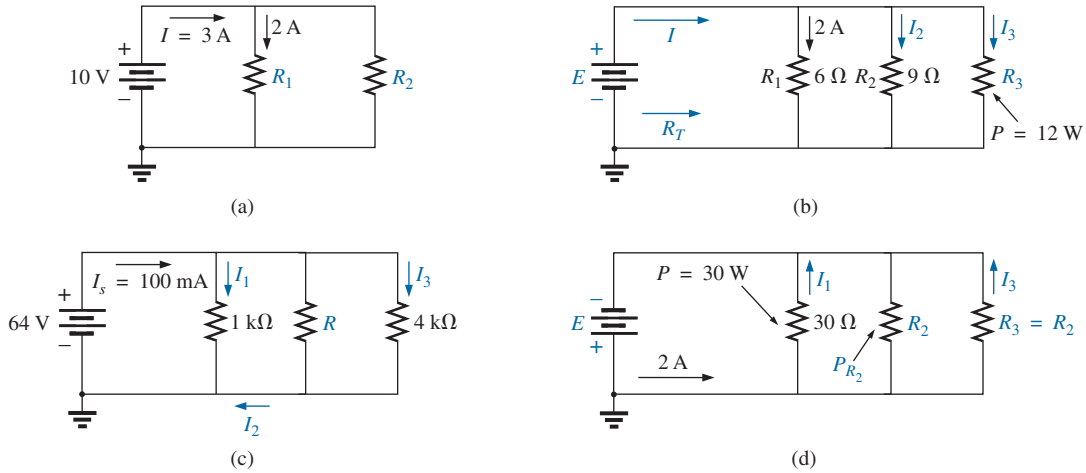 I = 3 A
2 A
+
10 V
R1
R2
−
(a)
I
2 A
I2
I3
+
E
R1
6 Ω
R2
9 Ω
R3
−
RT
P = 12 W
(b)
Is = 100 mA
I1
I3
+
64 V
1 kΩ
R
4 kΩ
−
I2
(c)
P = 30 W
I1
I3
−
E
30 Ω
R2
R3 = R2
+
2 A
PR2
(d)